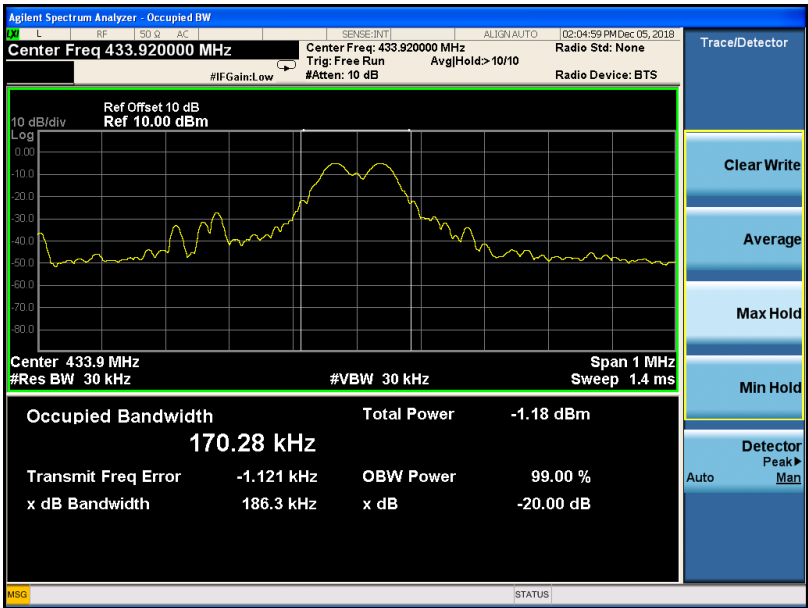 Agilent Spectrum Analyzer - Occupied BW
LXI L RF 50 Ω AC SENSE:INT ALIGN AUTO 02:04:59 PM Dec 05, 2018
Center Freq 433.920000 MHz
Center Freq: 433.920000 MHz
Radio Std: None
Trig: Free Run Avg|Hold:>10/10
#IFGain:Low
#Atten: 10 dB
Radio Device: BTS
Trace/Detector
Ref Offset 10 dB
10 dB/div Ref 10.00 dBm
Log
0.00
-10.0
-20.0
-30.0
-40.0
-50.0
-60.0
-70.0
-80.0
Center 433.9 MHz
Span 1 MHz
#Res BW 30 kHz
#VBW 30 kHz
Sweep 1.4 ms
Occupied Bandwidth
Total Power -1.18 dBm
170.28 kHz
Transmit Freq Error -1.121 kHz
OBW Power 99.00 %
x dB Bandwidth 186.3 kHz
x dB -20.00 dB
Clear Write
Average
Max Hold
Min Hold
Detector
Peak▶
Auto Man
MSG
STATUS